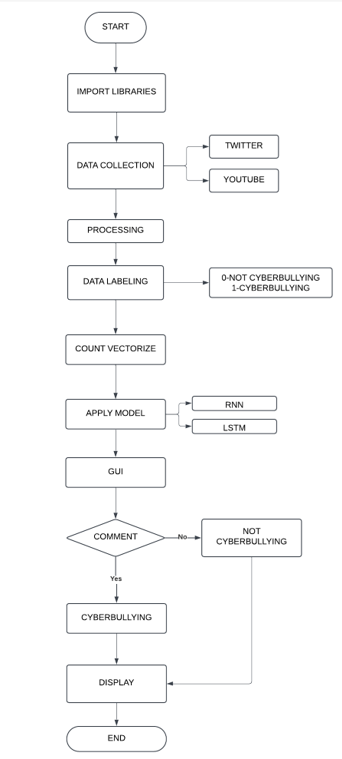 START
IMPORT LIBRARIES
DATA COLLECTION
TWITTER
YOUTUBE
PROCESSING
DATA LABELING
0-NOT CYBERBULLYING
1-CYBERBULLYING
COUNT VECTORIZE
APPLY MODEL
RNN
LSTM
GUI
COMMENT
No
NOT
CYBERBULLYING
Yes
CYBERBULLYING
DISPLAY
END